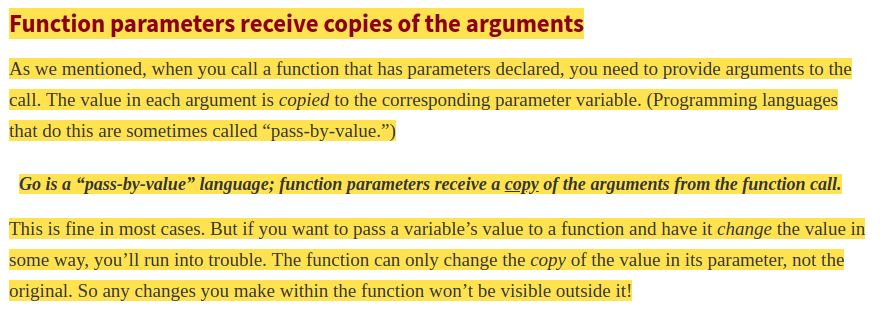 Function parameters receive copies of the arguments
As we mentioned, when you call a function that has parameters declared, you need to provide arguments to the
call. The value in each argument is copied to the corresponding parameter variable. (Programming languages
that do this are sometimes called “pass-by-value.”)
Go is a “pass-by-value” language; function parameters receive a copy of the arguments from the function call.
This is fine in most cases. But if you want to pass a variable’s value to a function and have it change the value in
some way, you’ll run into trouble. The function can only change the copy of the value in its parameter, not the
original. So any changes you make within the function won’t be visible outside it!